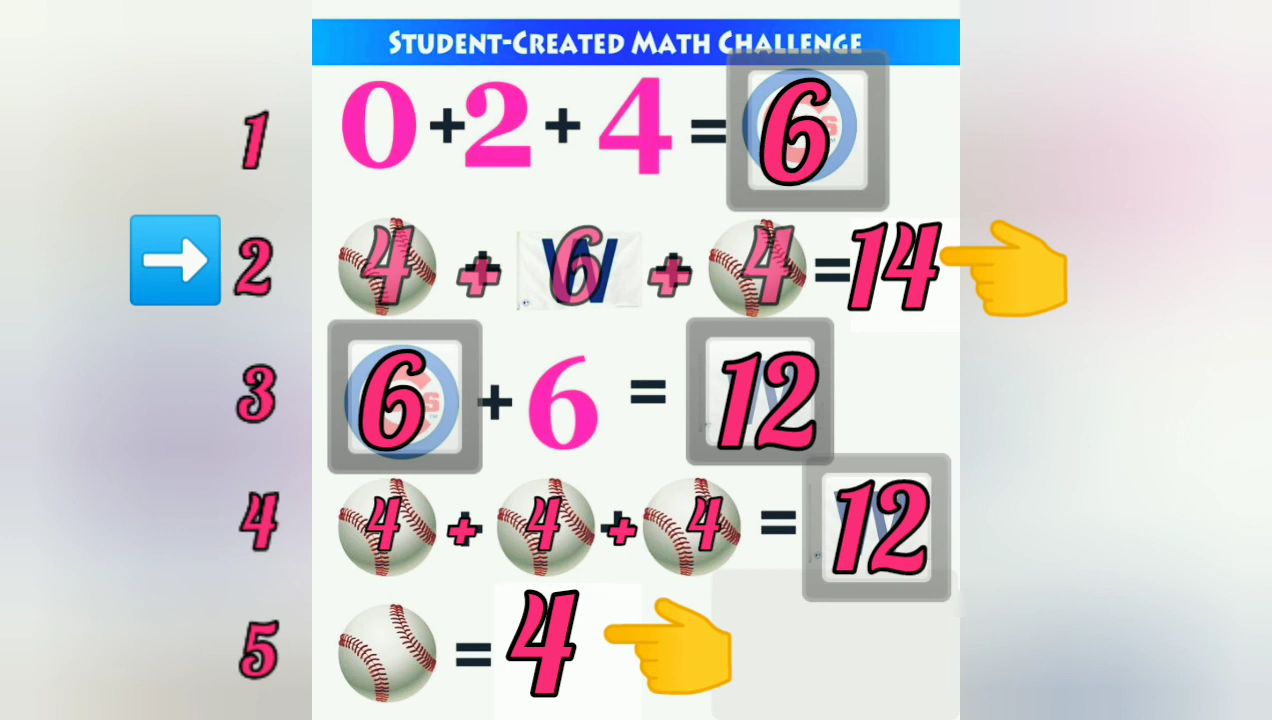 STUDENT-CREATED MATH CHALLENGE
1 0 + 2 + 4 = 6
2 4 + W 6 + 4 = 14
3 6 + 6 = 12
4 4 + 4 + 4 = 12
5 = 4